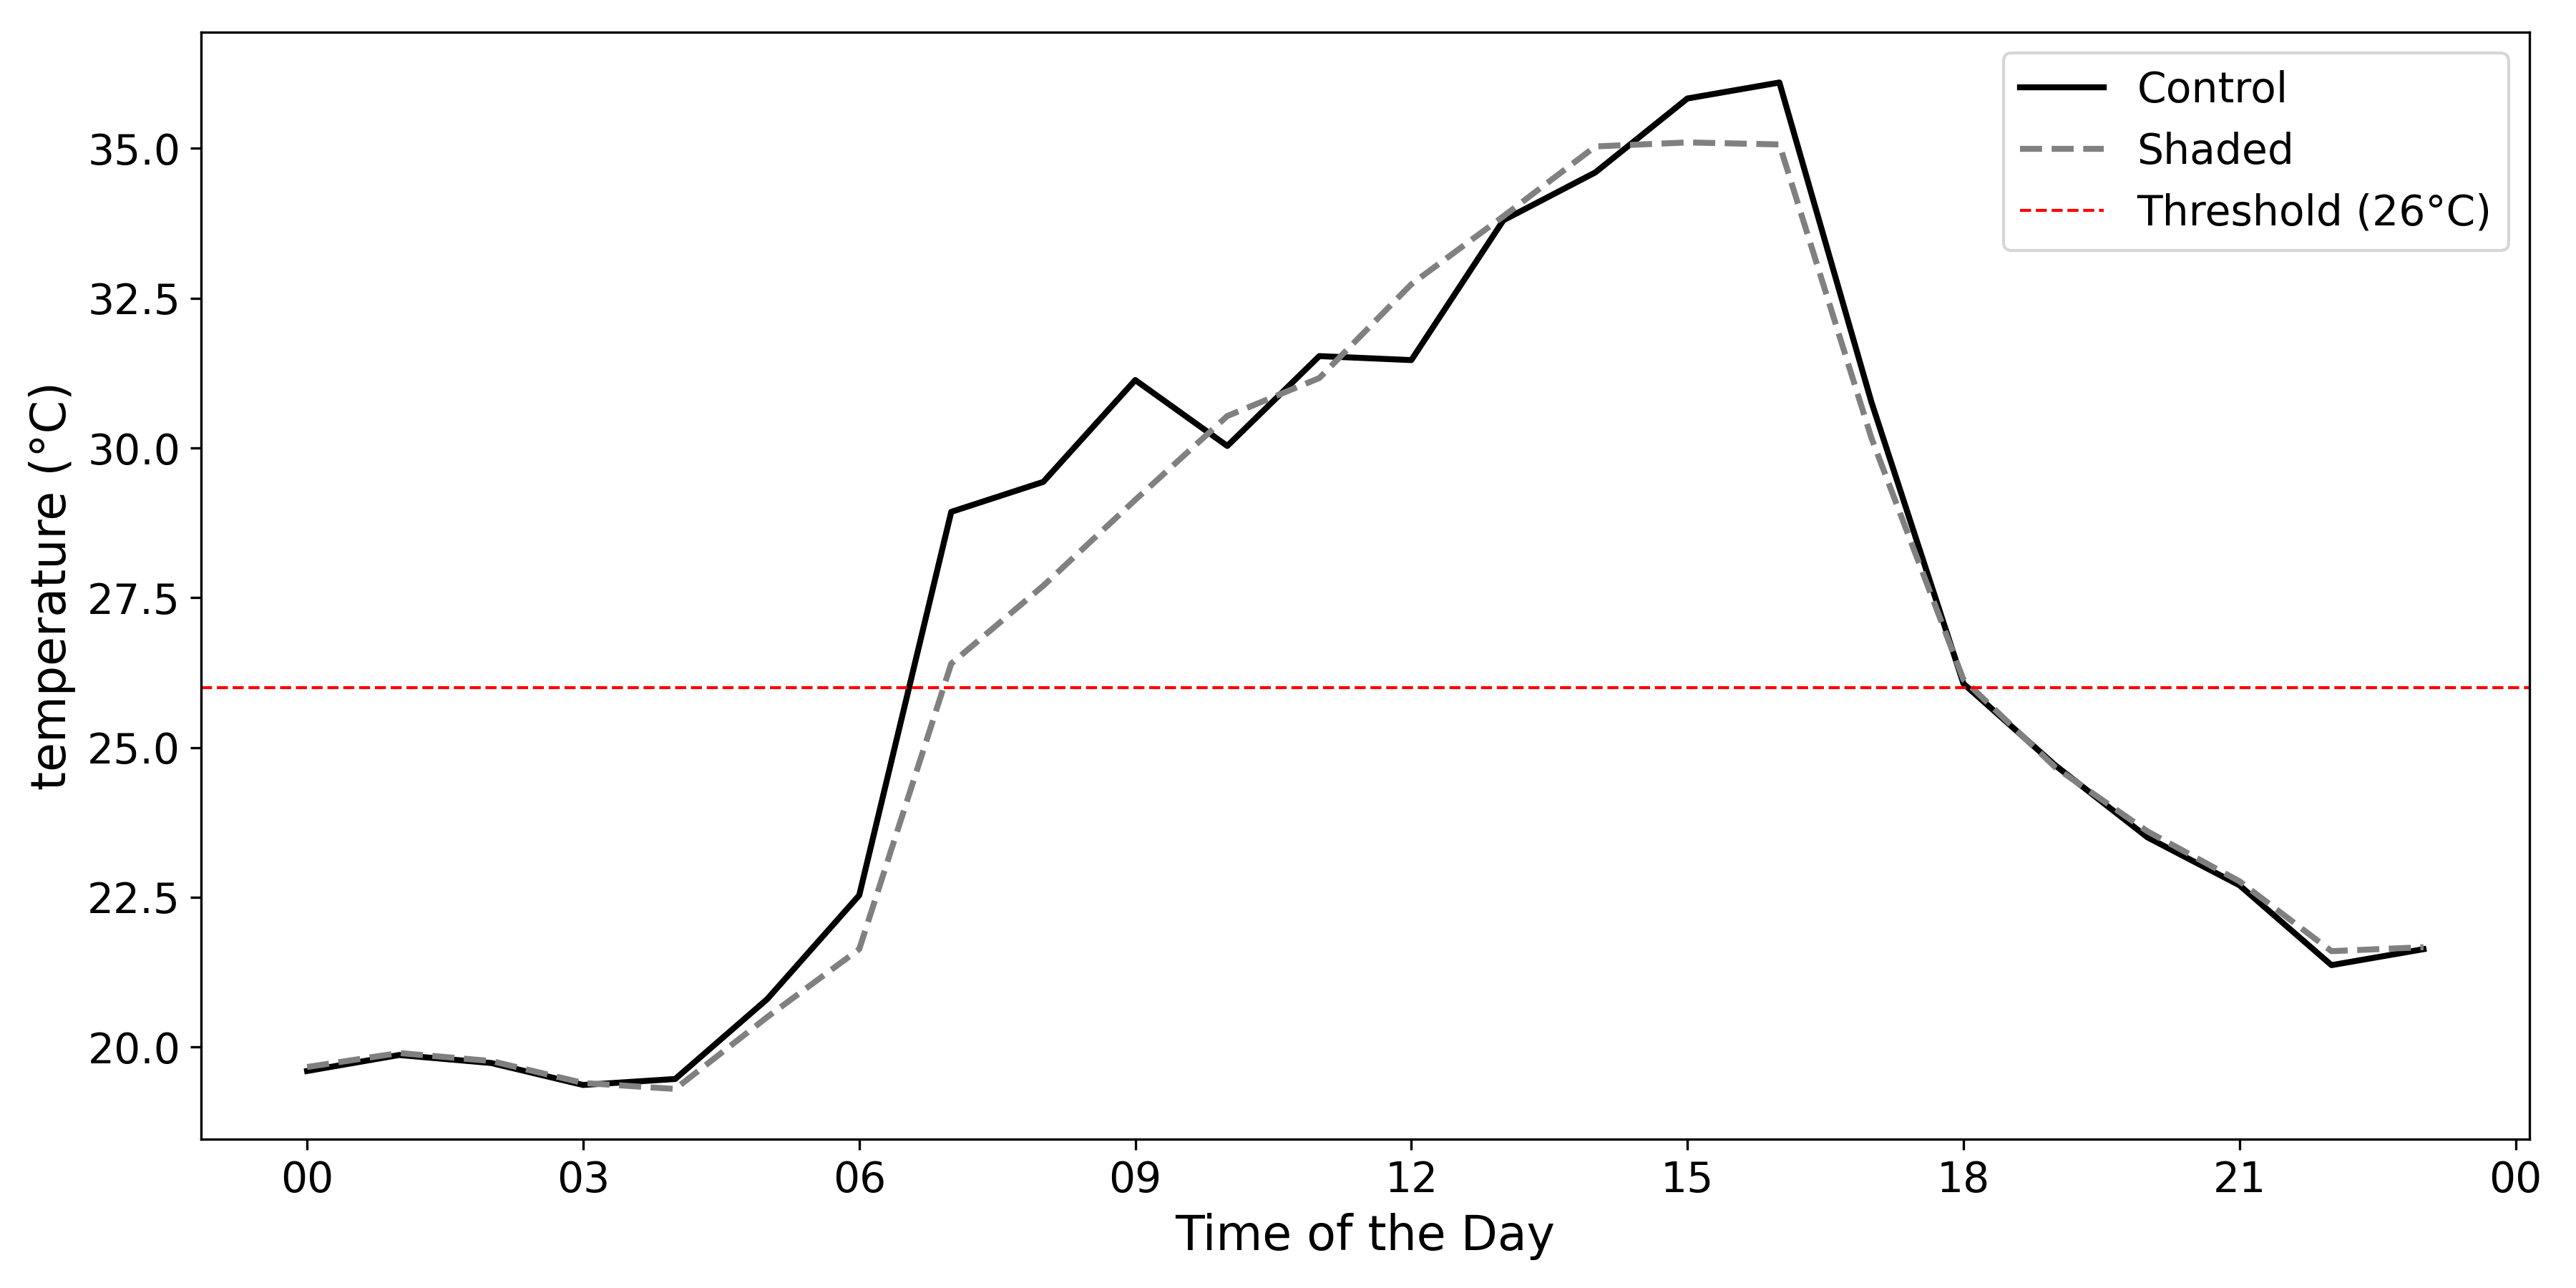 Control
Shaded
Threshold (26°C)
temperature (°C)
35.0
32.5
30.0
27.5
25.0
22.5
20.0
00 03 06 09 12 15 18 21 00
Time of the Day